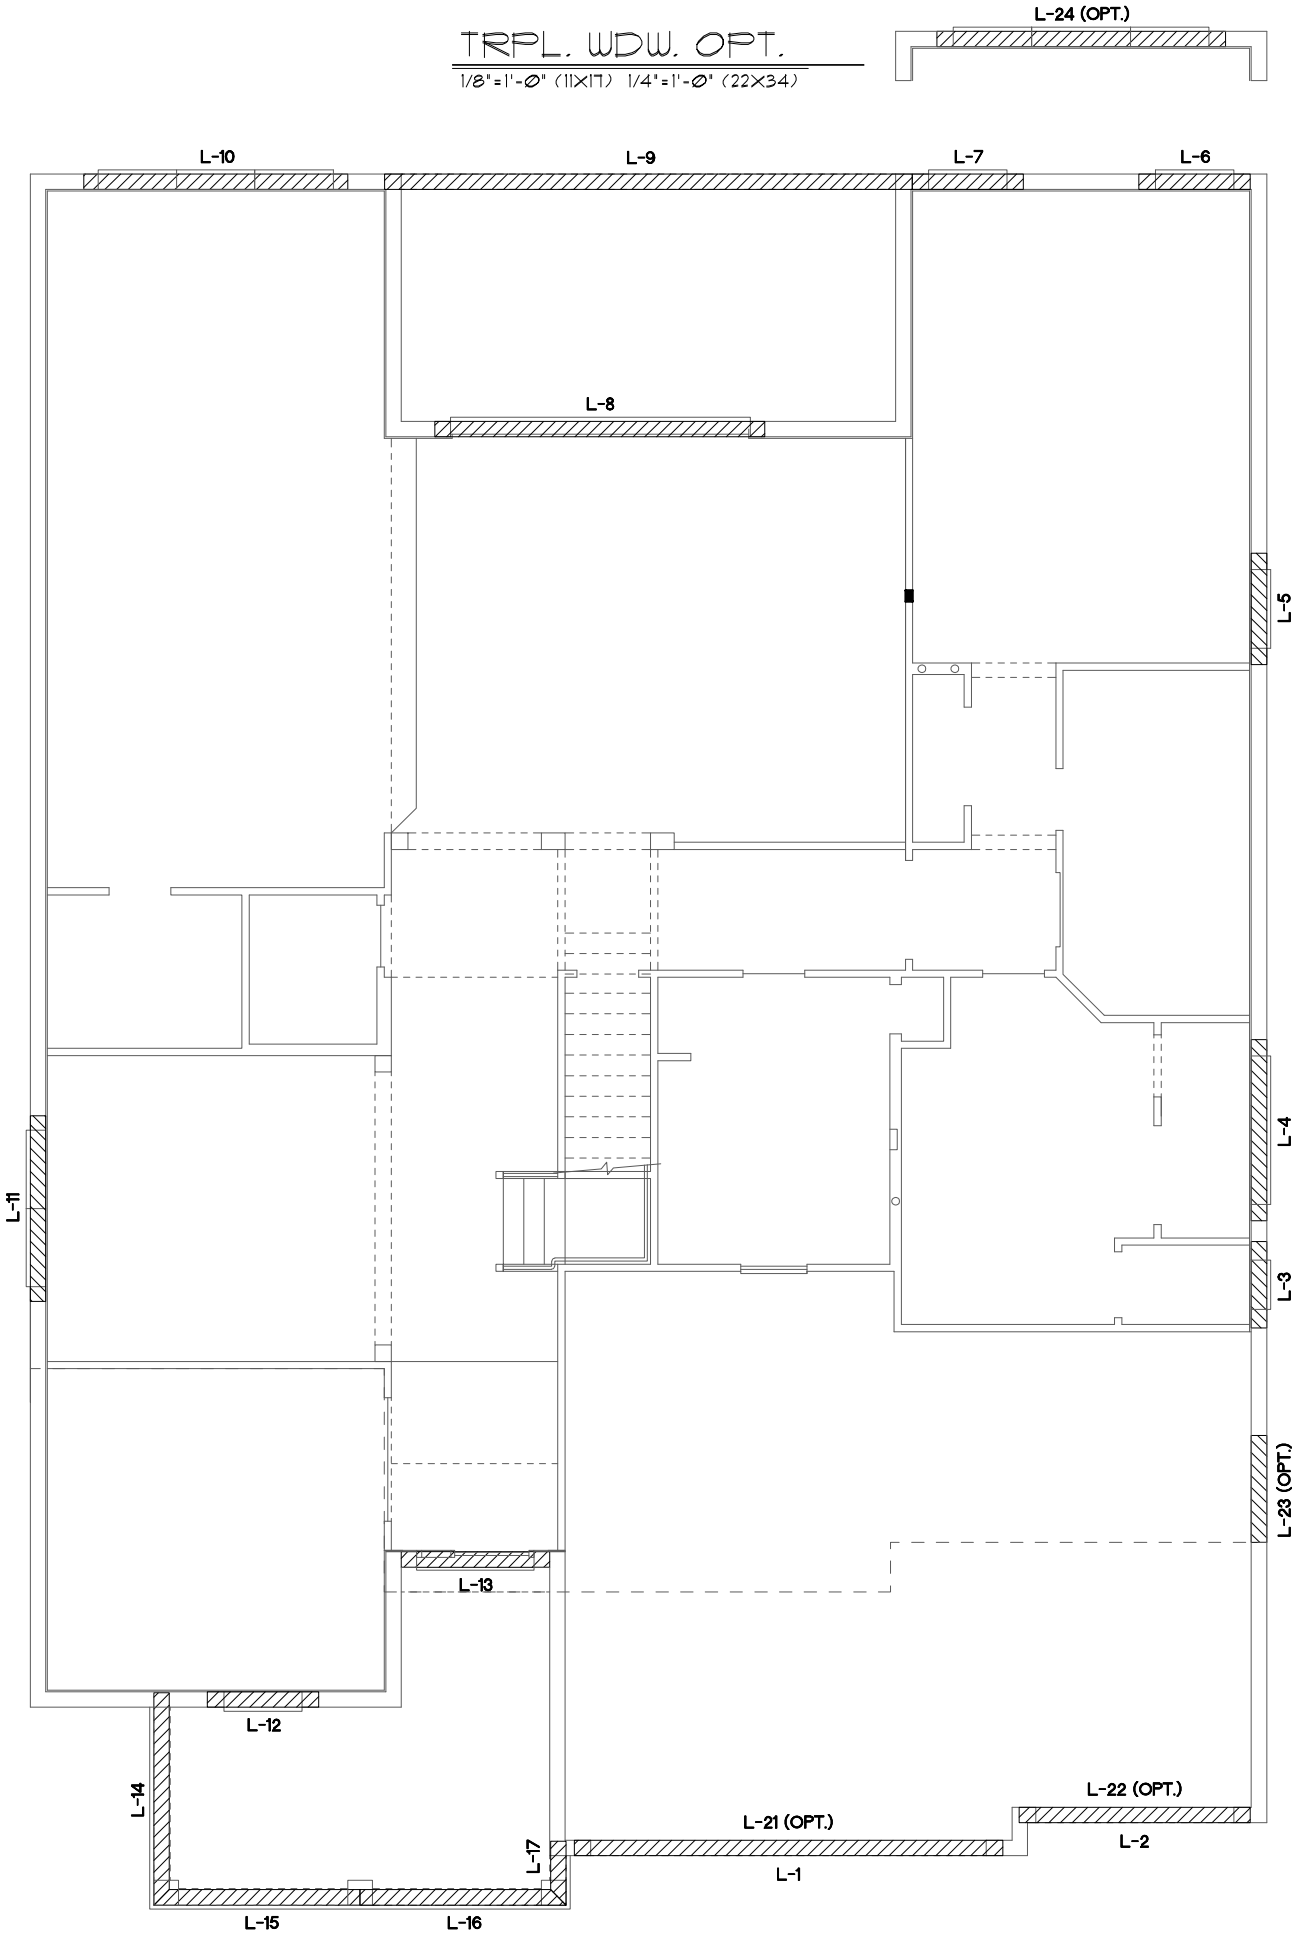 L-24 (OPT.)
TRPL. WDW. OPT.
1/8"=1'-0" (11X17) 1/4"=1'-0" (22X34)
L-10
L-9
L-7
L-6
L-8
L-5
L-4
L-11
L-3
L-23 (OPT.)
L-13
L-12
L-14
L-22 (OPT.)
L-21 (OPT.)
L-2
L-17
L-1
L-15
L-16